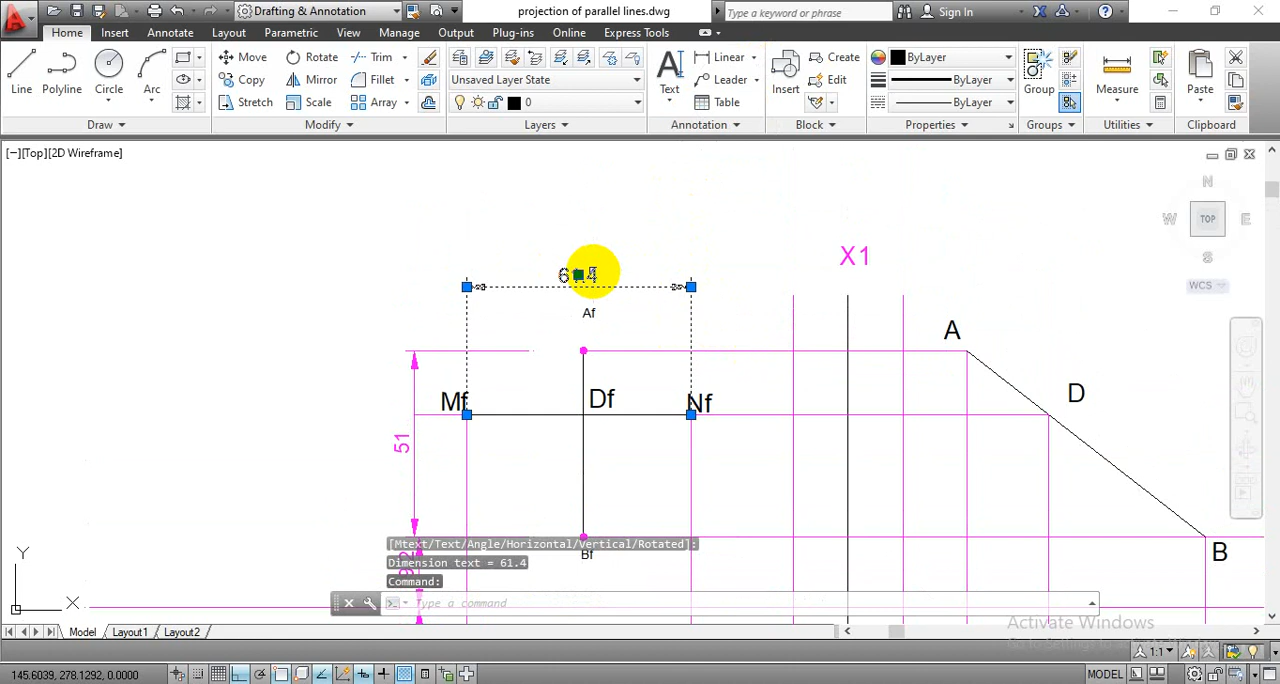 Drafting & Annotation
projection of parallel lines.dwg
Type a keyword or phrase
Sign In
Home Insert Annotate Layout Parametric View Manage Output Plug-ins Online Express Tools
Line Polyline Circle Arc
Move Rotate Trim
Copy Mirror Fillet
Stretch Scale Array
Unsaved Layer State
0
Text
Linear
Leader
Table
Insert
Create
Edit
ByLayer
ByLayer
ByLayer
Group
Measure
Paste
Draw Modify Layers Annotation Block Properties Groups Utilities Clipboard
[−][Top][2D Wireframe]
N
W TOP E
S
WCS
X1
Af
A
Mf Df Nf
D
51
Bf
B
[Mtext/Text/Angle/Horizontal/Vertical/Rotated]:
Dimension text = 61.4
Command:
Type a command
Y
X
Activate Windows
Model Layout1 Layout2
1:1
145.6039, 278.1292, 0.0000
MODEL